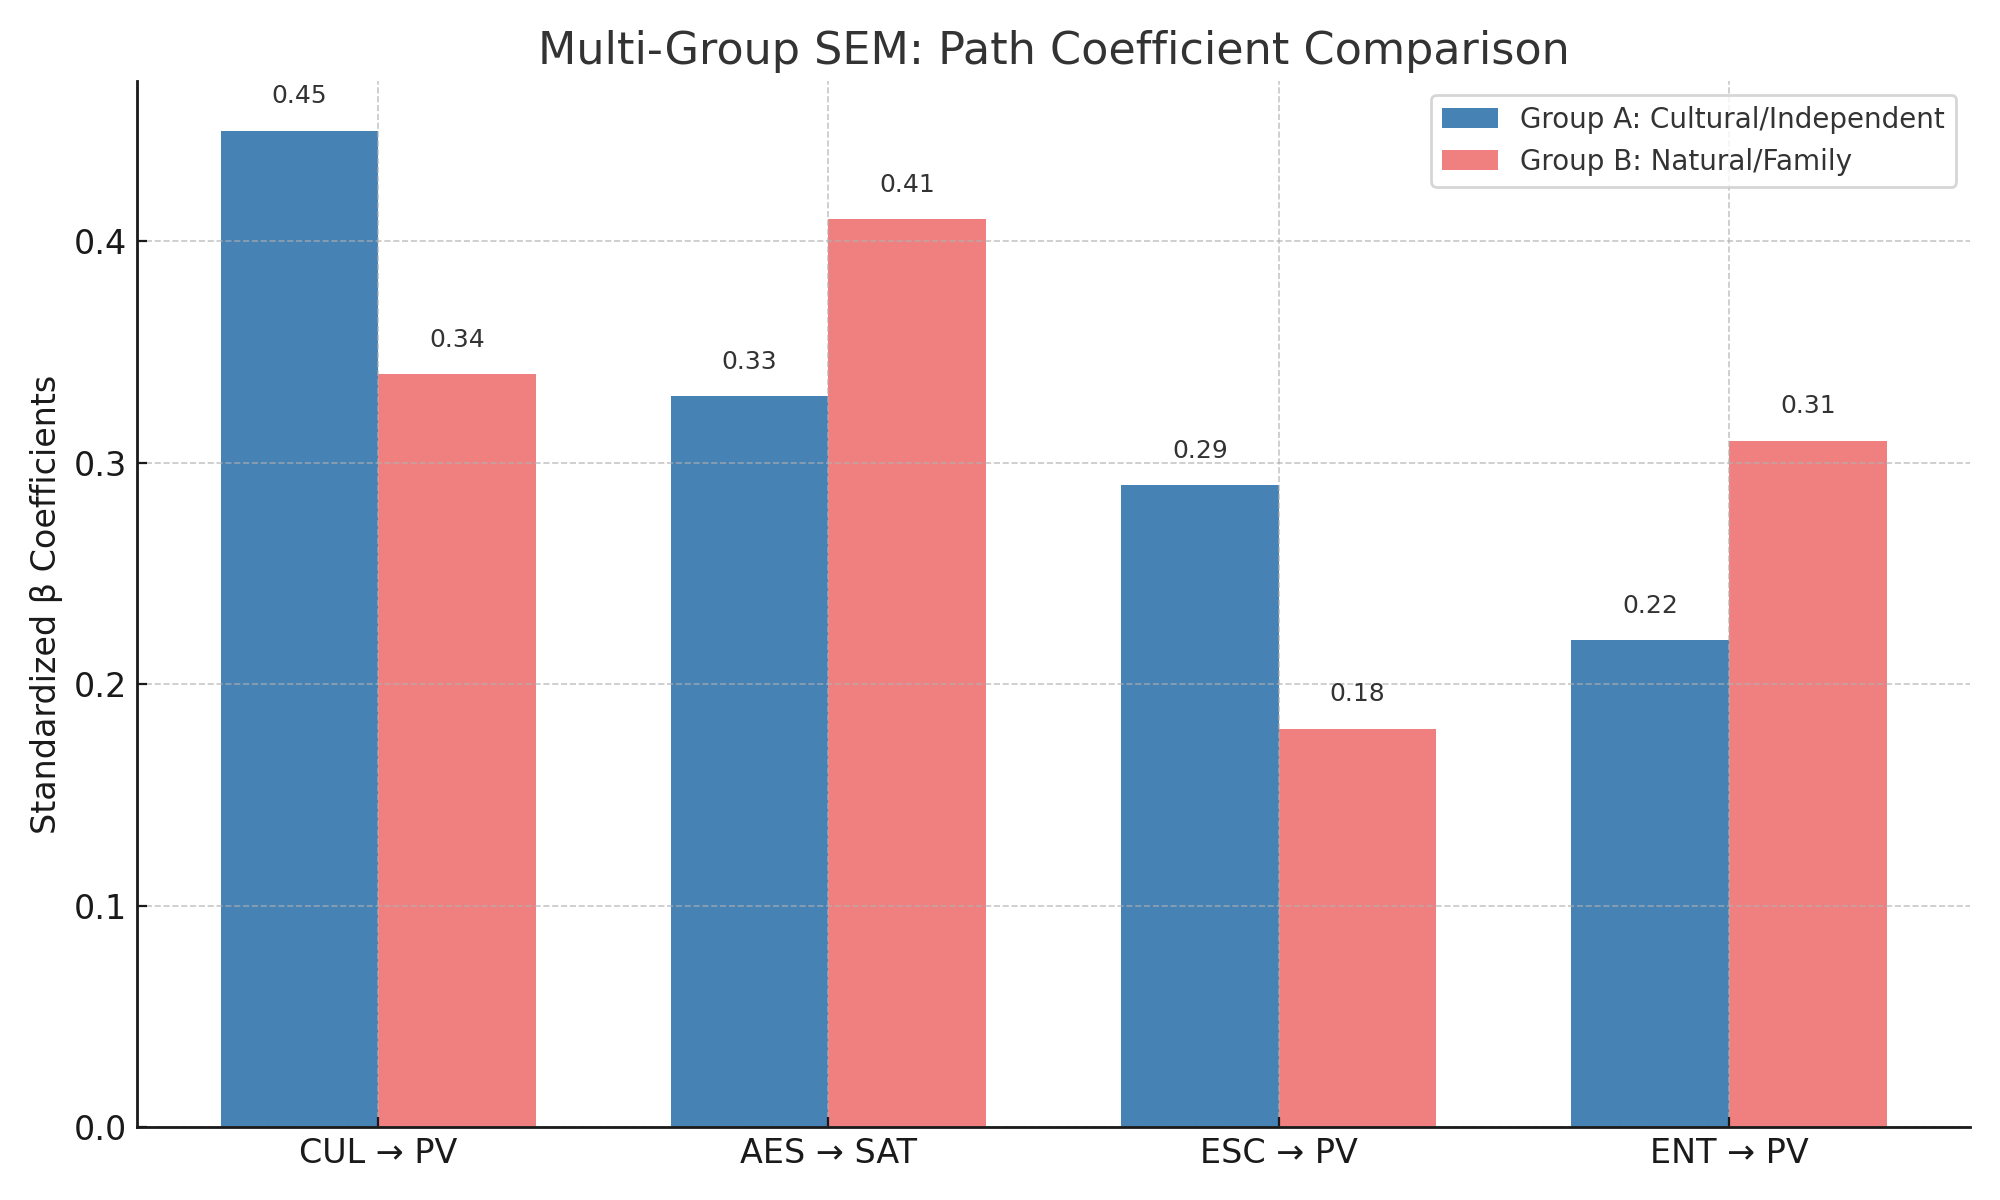 Multi-Group SEM: Path Coefficient Comparison
Group A: Cultural/Independent
Group B: Natural/Family
Standardized β Coefficients
0.4
0.3
0.2
0.1
0.0
0.45
0.34
0.33
0.41
0.29
0.18
0.22
0.31
CUL → PV
AES → SAT
ESC → PV
ENT → PV